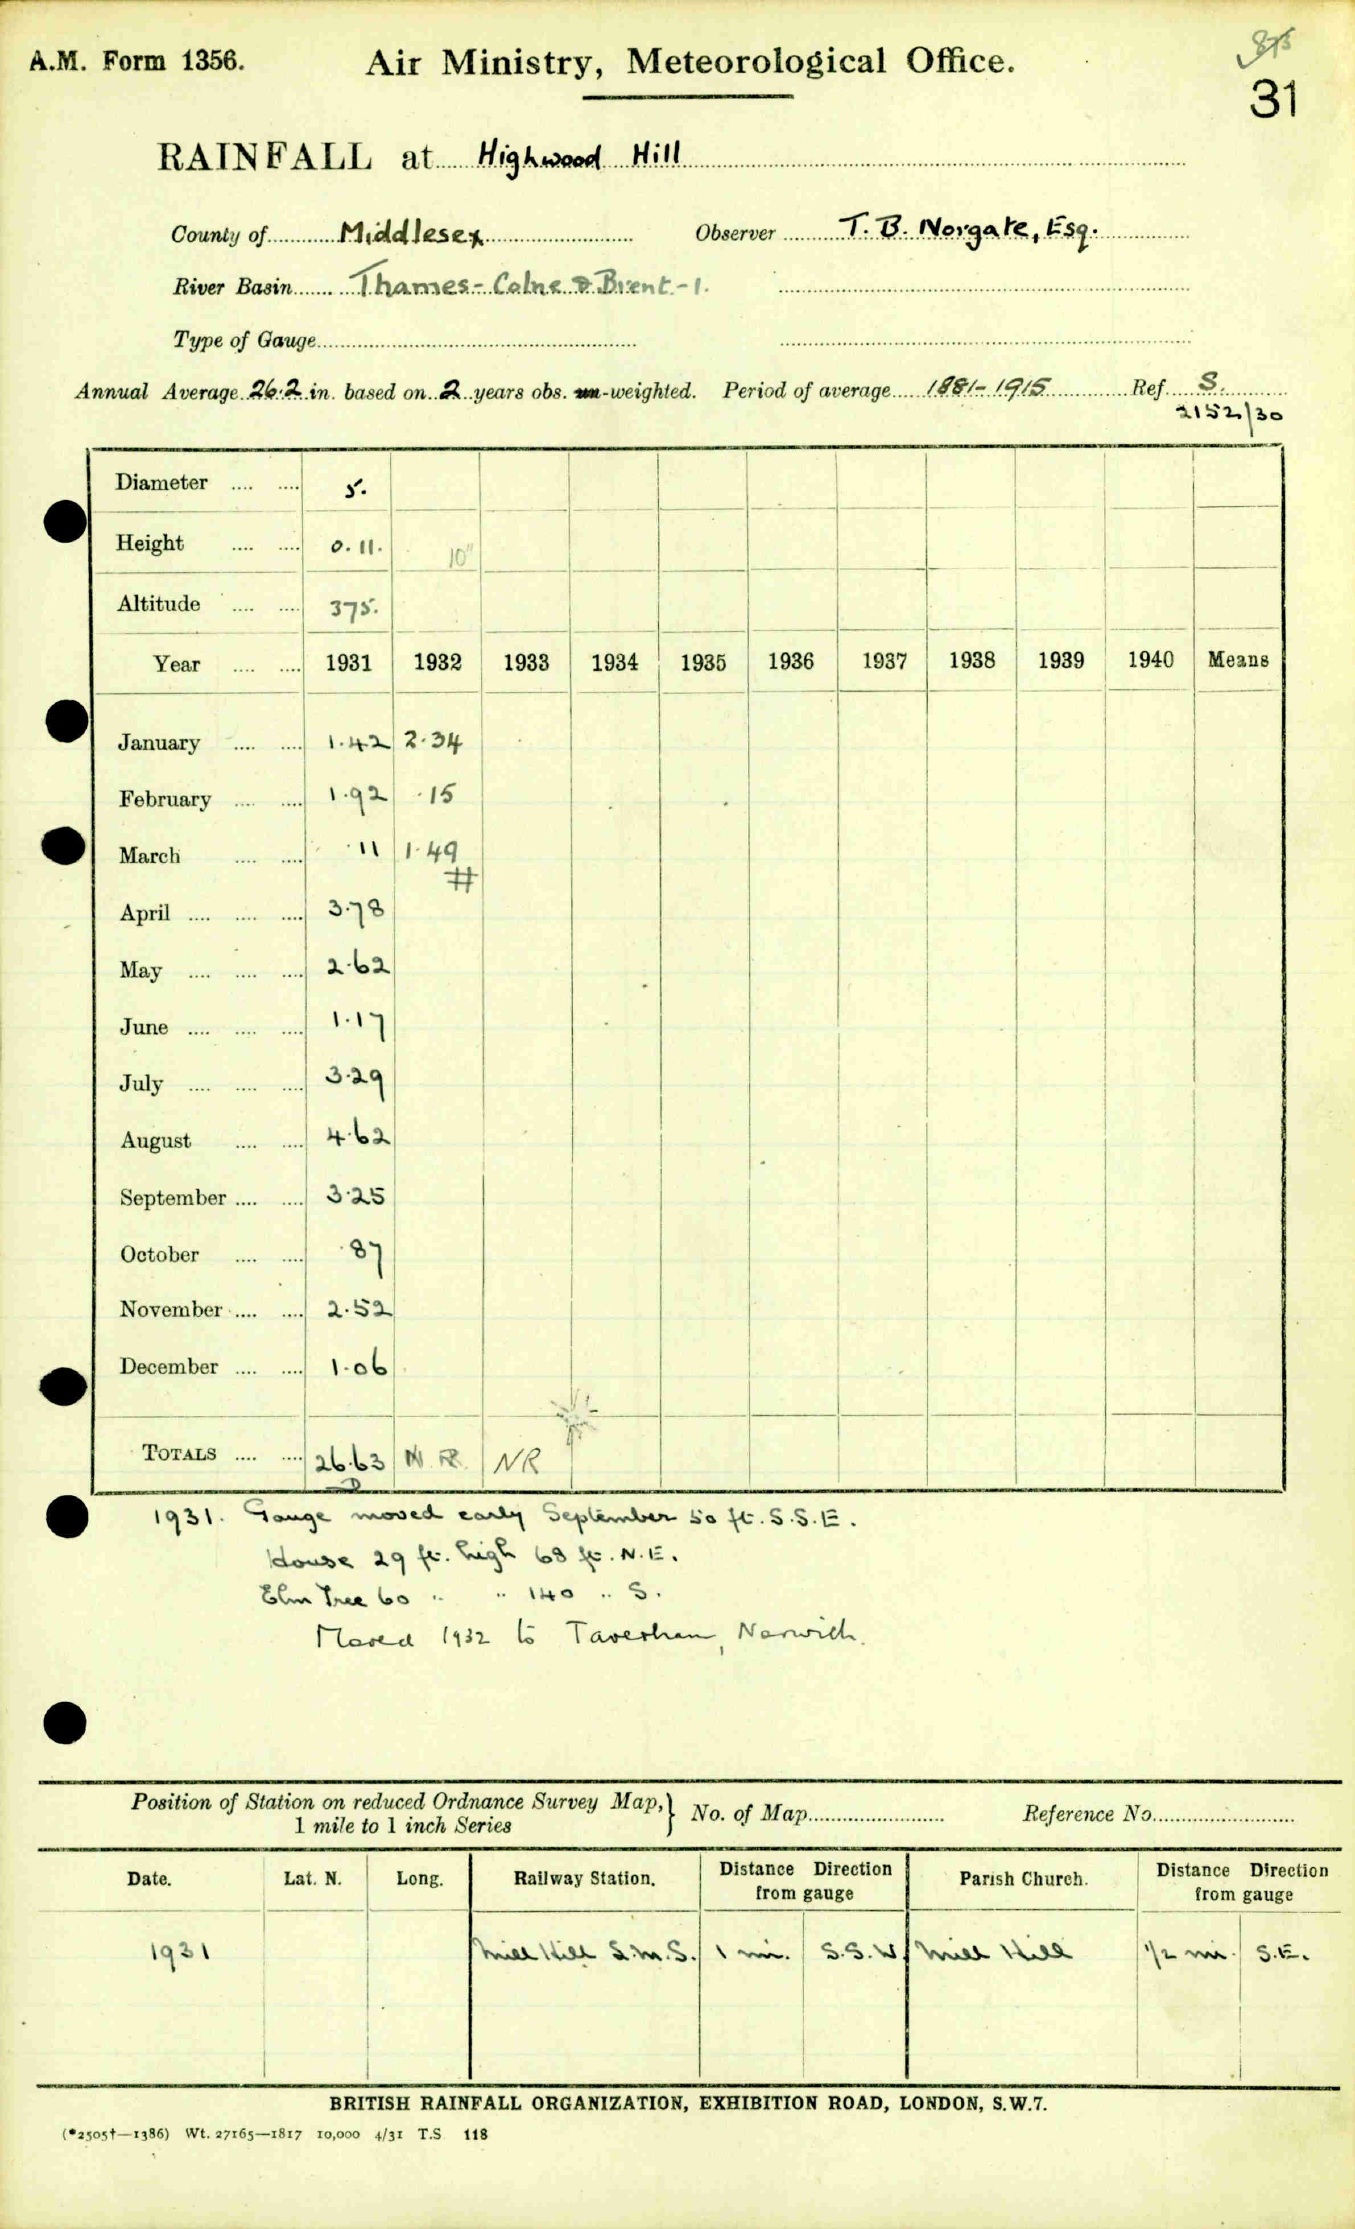 A.M. Form 1356. Air Ministry, Meteorological Office.
31
RAINFALL at Highwood Hill
County of Middlesex Observer T. B. Norgate, Esq.
River Basin Thames - Colne & Brent - 1.
Type of Gauge
Annual Average 26.2 in. based on 2 years obs. un-weighted. Period of average 1881-1915 Ref. S.
2152/30
Diameter 5.
Height 0.11. 10"
Altitude 375.
Year 1931 1932 1933 1934 1935 1936 1937 1938 1939 1940 Means
January 1.42 2.34
February 1.92 .15
March .11 1.49
#
April 3.78
May 2.62
June 1.17
July 3.29
August 4.62
September 3.25
October .87
November 2.52
December 1.06
TOTALS 26.63 N R NR
1931. Gauge moved early September 50 ft. S.S.E.
House 29 ft. high 68 ft. N.E.
Elm Tree 60 " " 140 " S.
Moved 1932 to Taverham, Norwich.
Position of Station on reduced Ordnance Survey Map, } No. of Map Reference No.
1 mile to 1 inch Series
Date. Lat. N. Long. Railway Station. Distance Direction from gauge Parish Church. Distance Direction from gauge
1931 Mill Hill L.M.S. 1 mi. S.S.W. Mill Hill 1/2 mi. S.E.
BRITISH RAINFALL ORGANIZATION, EXHIBITION ROAD, LONDON, S.W.7.
(*2505†—1386) Wt. 27165—1817 10,000 4/31 T.S. 118